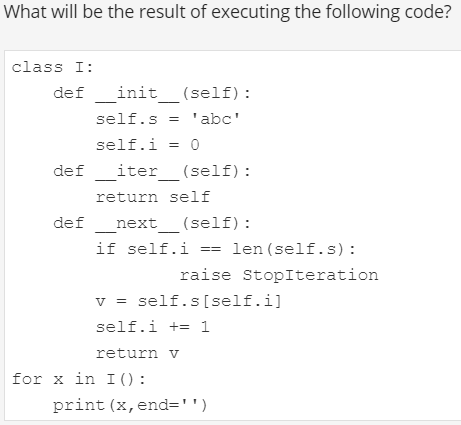 What will be the result of executing the following code?
class I:
    def __init__(self):
        self.s = 'abc'
        self.i = 0
    def __iter__(self):
        return self
    def __next__(self):
        if self.i == len(self.s):
                raise StopIteration
        v = self.s[self.i]
        self.i += 1
        return v
for x in I():
    print(x,end='')